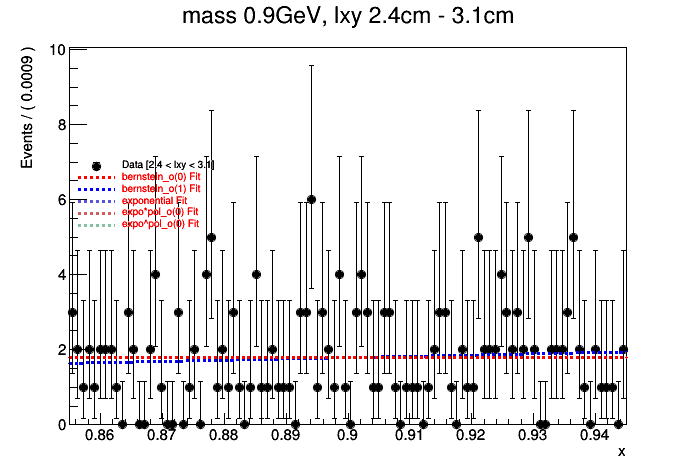 mass 0.9GeV, lxy 2.4cm - 3.1cm
Events / ( 0.0009 )
10
8
6
4
2
0
Data [2.4 < lxy < 3.1]
bernstein_o(0) Fit
bernstein_o(1) Fit
exponential Fit
expo*pol_o(0) Fit
expo^pol_o(0) Fit
0.86 0.87 0.88 0.89 0.9 0.91 0.92 0.93 0.94
x